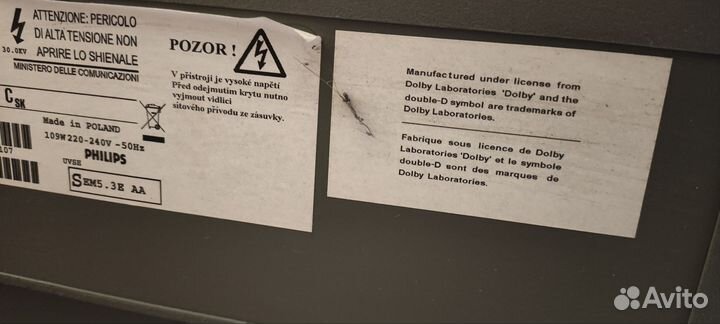 ATTENZIONE: PERICOLO
DI ALTA TENSIONE NON
APRIRE LO SHIENALE
MINISTERO DELLE COMUNICAZIONI
30.0KV
CSK
Made in POLAND
109W 220-240V ~50Hz
107
UVSE PHILIPS
SEM5.3E AA
POZOR !
V přístroji je vysoké napětí
Před odejmutím krytu nutno
vyjmout vidlici
síťového přívodu ze zásuvky.
Manufactured under license from
Dolby Laboratories 'Dolby' and the
double-D symbol are trademarks of
Dolby Laboratories.
Fabrique sous licence de Dolby
Laboratories 'Dolby' et le symbole
double-D sont des marques de
Dolby Laboratories.
Avito